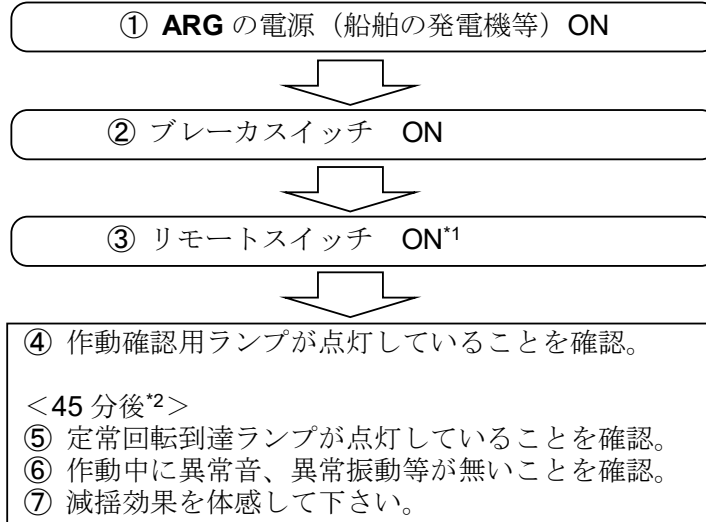 ① ARG の電源（船舶の発電機等）ON
② ブレーカスイッチ ON
③ リモートスイッチ ON*1
④ 作動確認用ランプが点灯していることを確認。
＜45 分後*2＞
⑤ 定常回転到達ランプが点灯していることを確認。
⑥ 作動中に異常音、異常振動等が無いことを確認。
⑦ 減揺効果を体感して下さい。